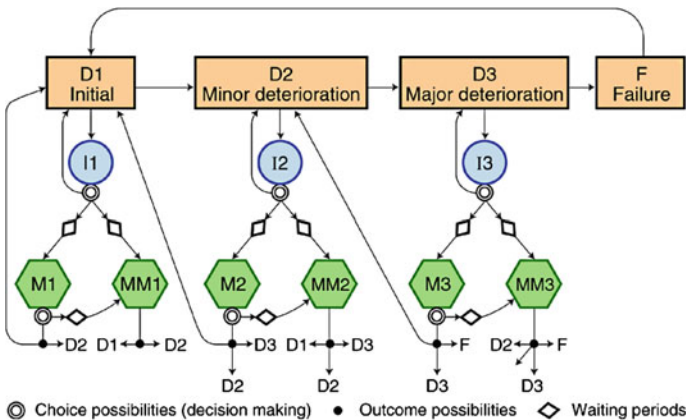 D1
Initial
D2
Minor deterioration
D3
Major deterioration
F
Failure
I1
I2
I3
M1
MM1
M2
MM2
M3
MM3
D2
D1
D2
D3
D1
D3
F
D2
F
D2
D2
D3
D3
Choice possibilities (decision making)
Outcome possibilities
Waiting periods